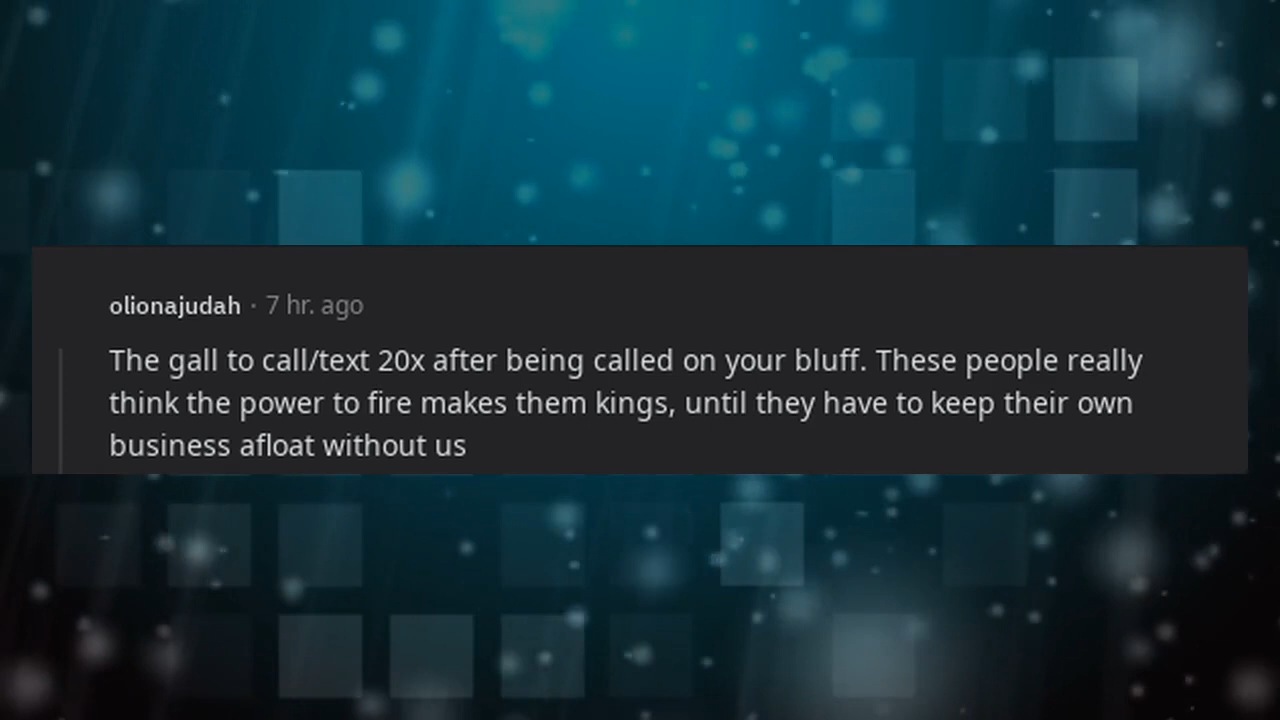 olionajudah · 7 hr. ago
The gall to call/text 20x after being called on your bluff. These people really
think the power to fire makes them kings, until they have to keep their own
business afloat without us